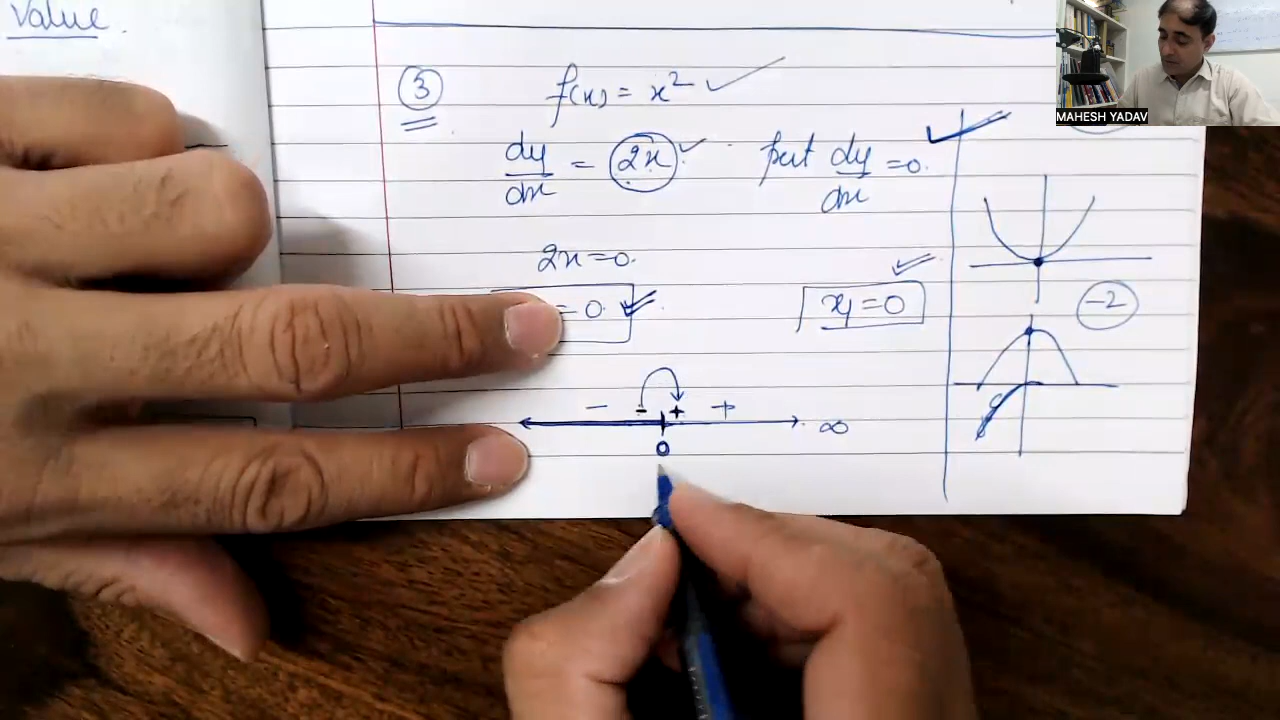 Value.
MAHESH YADAV
③ f(x) = x²
dy/dx = 2x put dy/dx = 0.
2x = 0.
= 0. x = 0
-2
− − + + ∞
0